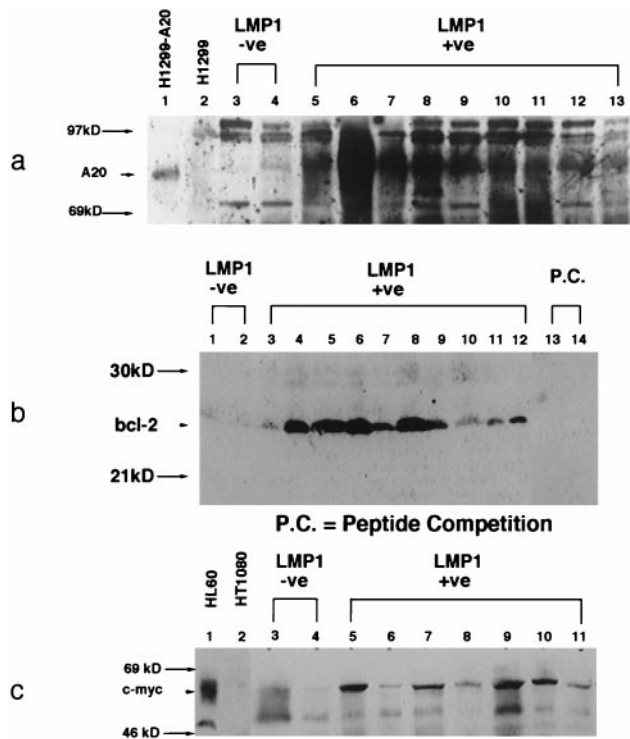 H1299-A20
H1299
LMP1
-ve
LMP1
+ve
1 2 3 4 5 6 7 8 9 10 11 12 13
97kD
a
A20
69kD
LMP1
-ve
LMP1
+ve
P.C.
1 2 3 4 5 6 7 8 9 10 11 12 13 14
30kD
b
bcl-2
21kD
P.C. = Peptide Competition
HL60
HT1080
LMP1
-ve
LMP1
+ve
1 2 3 4 5 6 7 8 9 10 11
69 kD
c
c-myc
46 kD